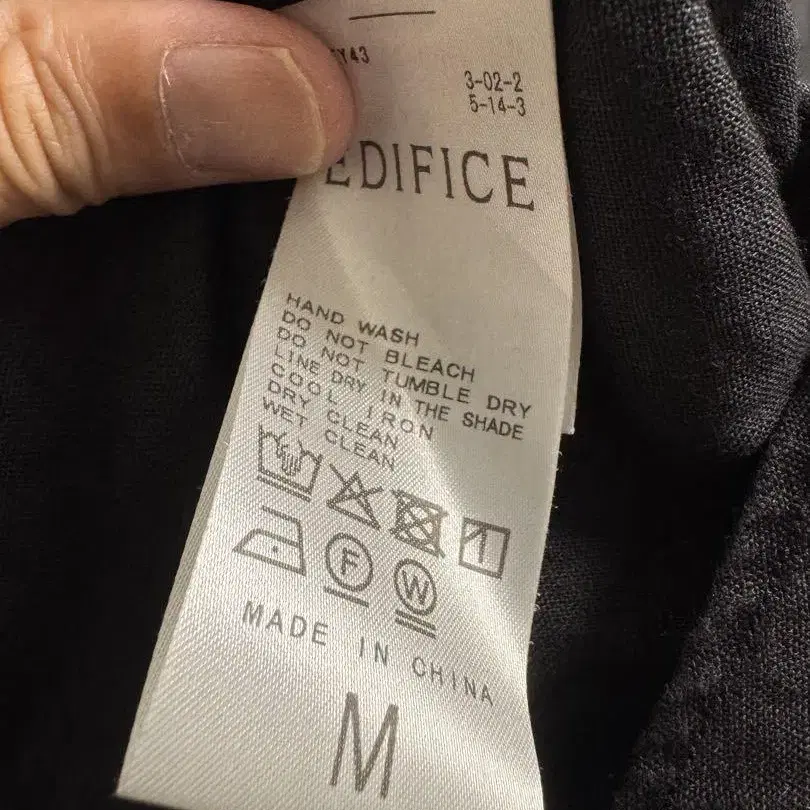 Y43
3-02-2
5-14-3
EDIFICE
HAND WASH
DO NOT BLEACH
DO NOT TUMBLE DRY
LINE DRY IN THE SHADE
COOL IRON
DRY CLEAN
WET CLEAN
F
W
MADE IN CHINA
M